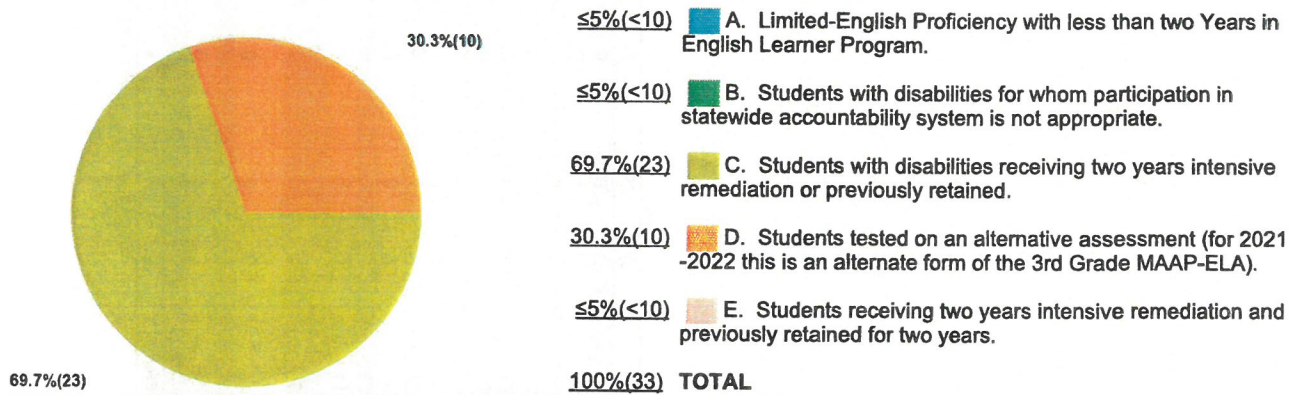 30.3%(10)
69.7%(23)
≤5%(<10) A. Limited-English Proficiency with less than two Years in
English Learner Program.
≤5%(<10) B. Students with disabilities for whom participation in
statewide accountability system is not appropriate.
69.7%(23) C. Students with disabilities receiving two years intensive
remediation or previously retained.
30.3%(10) D. Students tested on an alternative assessment (for 2021
-2022 this is an alternate form of the 3rd Grade MAAP-ELA).
≤5%(<10) E. Students receiving two years intensive remediation and
previously retained for two years.
100%(33) TOTAL